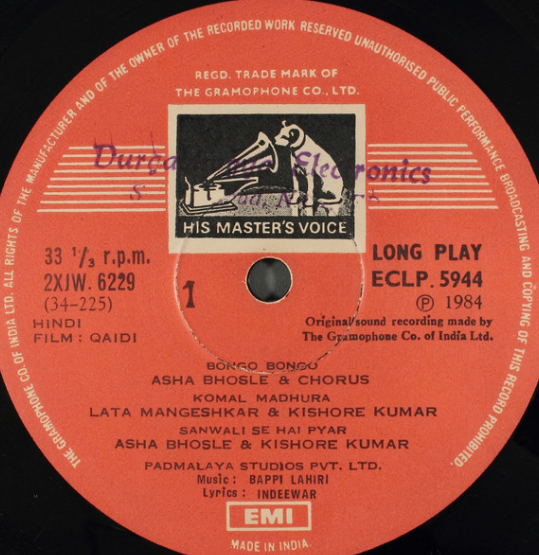 THE GRAMOPHONE CO. OF INDIA LTD. ALL RIGHTS OF THE MANUFACTURER AND OF THE OWNER OF THE RECORDED WORK RESERVED UNAUTHORISED PUBLIC PERFORMANCE BROADCASTING AND COPYING OF THIS RECORD PROHIBITED.
REGD. TRADE MARK OF
THE GRAMOPHONE CO., LTD.
Electronics
HIS MASTER'S VOICE
33 1/3 r.p.m.
2XJW. 6229
(34-225)
HINDI
FILM : QAIDI
1
LONG PLAY
ECLP. 5944
Ⓟ 1984
Original/sound recording made by
The Gramophone Co. of India Ltd.
BONGO BONGO
ASHA BHOSLE & CHORUS
KOMAL MADHURA
LATA MANGESHKAR & KISHORE KUMAR
SANWALI SE HAI PYAR
ASHA BHOSLE & KISHORE KUMAR
PADMALAYA STUDIOS PVT. LTD.
Music : BAPPI LAHIRI
Lyrics : INDEEWAR
EMI
MADE IN INDIA.